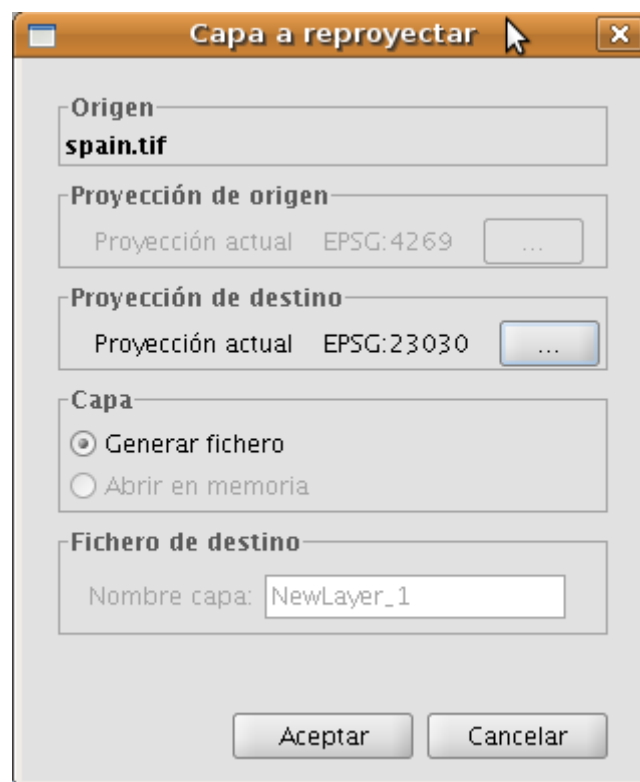 Capa a reproyectar
Origen
spain.tif
Proyección de origen
Proyección actual EPSG:4269 ...
Proyección de destino
Proyección actual EPSG:23030 ...
Capa
Generar fichero
Abrir en memoria
Fichero de destino
Nombre capa: NewLayer_1
Aceptar Cancelar